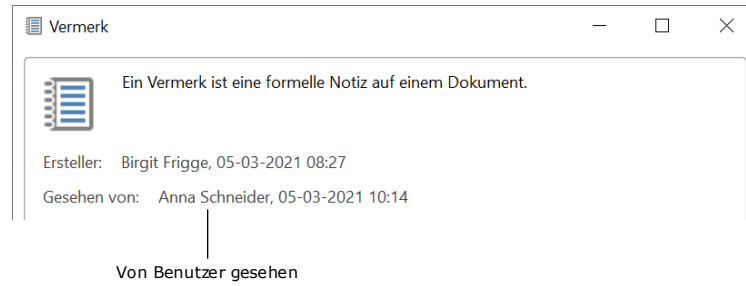 Vermerk
Ein Vermerk ist eine formelle Notiz auf einem Dokument.
Ersteller: Birgit Frigge, 05-03-2021 08:27
Gesehen von: Anna Schneider, 05-03-2021 10:14
Von Benutzer gesehen